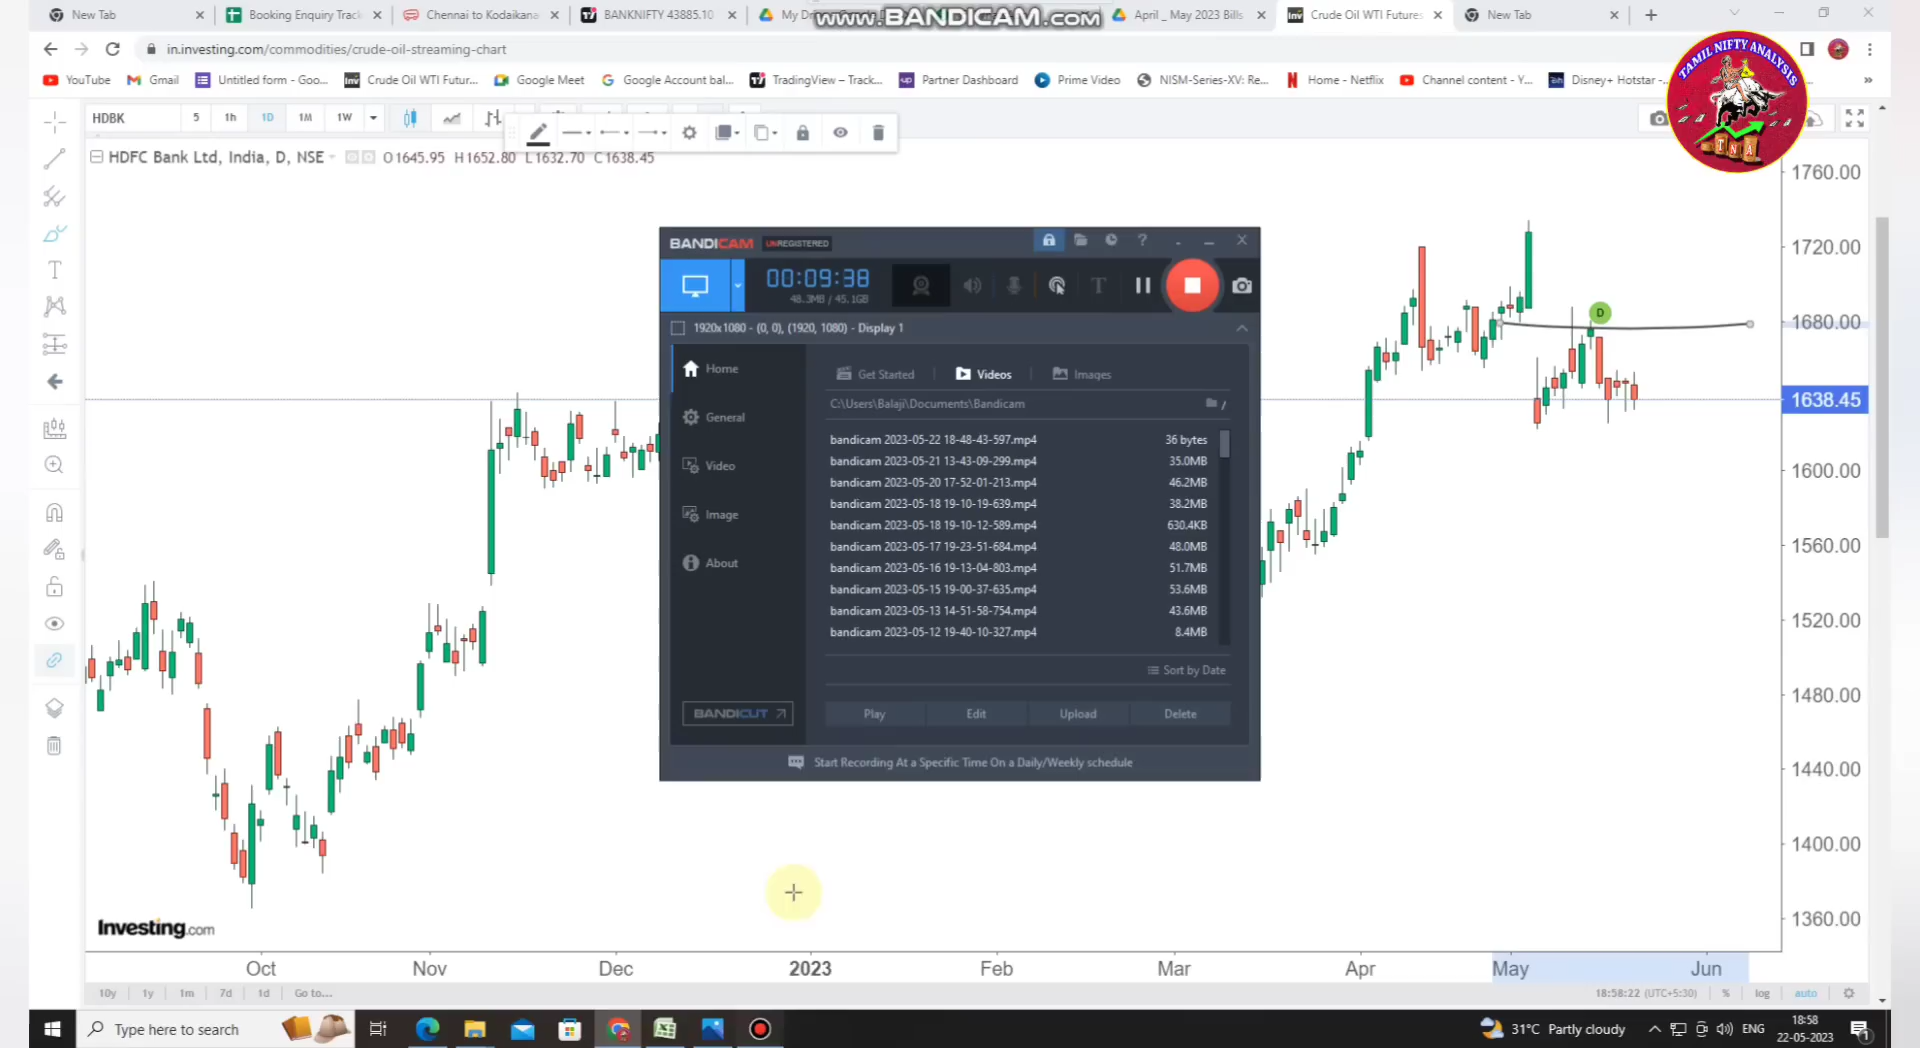 New Tab
Booking Enquiry Track
Chennai to Kodaikana
BANKNIFTY 43885.10
My D
www.BANDICAM.com
April _ May 2023 Bills
Inv Crude Oil WTI Futures
New Tab
in.investing.com/commodities/crude-oil-streaming-chart
YouTube
Gmail
Untitled form - Goo...
Inv Crude Oil WTI Futur...
Google Meet
Google Account bal...
TradingView – Track...
up Partner Dashboard
Prime Video
NISM-Series-XV: Re...
Home - Netflix
Channel content - Y...
Disney+ Hotstar -...
TAMIL NIFTY ANALYSIS
TNA
HDBK
5
1h
1D
1M
1W
HDFC Bank Ltd, India, D, NSE
O1645.95 H1652.80 L1632.70 C1638.45
1760.00
1720.00
1680.00
1638.45
1600.00
1560.00
1520.00
1480.00
1440.00
1400.00
1360.00
D
BANDICAM UNREGISTERED
00:09:38
48.3MB / 45.1GB
1920x1080 - (0, 0), (1920, 1080) - Display 1
Home
General
Video
Image
About
BANDICUT
Get Started
Videos
Images
C:\Users\Balaji\Documents\Bandicam
bandicam 2023-05-22 18-48-43-597.mp4 36 bytes
bandicam 2023-05-21 13-43-09-299.mp4 35.0MB
bandicam 2023-05-20 17-52-01-213.mp4 46.2MB
bandicam 2023-05-18 19-10-19-639.mp4 38.2MB
bandicam 2023-05-18 19-10-12-589.mp4 630.4KB
bandicam 2023-05-17 19-23-51-684.mp4 48.0MB
bandicam 2023-05-16 19-13-04-803.mp4 51.7MB
bandicam 2023-05-15 19-00-37-635.mp4 53.6MB
bandicam 2023-05-13 14-51-58-754.mp4 43.6MB
bandicam 2023-05-12 19-40-10-327.mp4 8.4MB
Sort by Date
Play
Edit
Upload
Delete
Start Recording At a Specific Time On a Daily/Weekly schedule
Investing.com
Oct
Nov
Dec
2023
Feb
Mar
Apr
May
Jun
10y
1y
1m
7d
1d
Go to...
18:58:22 (UTC+5:30)
%
log
auto
Type here to search
31°C Partly cloudy
ENG
18:58
22-05-2023
1